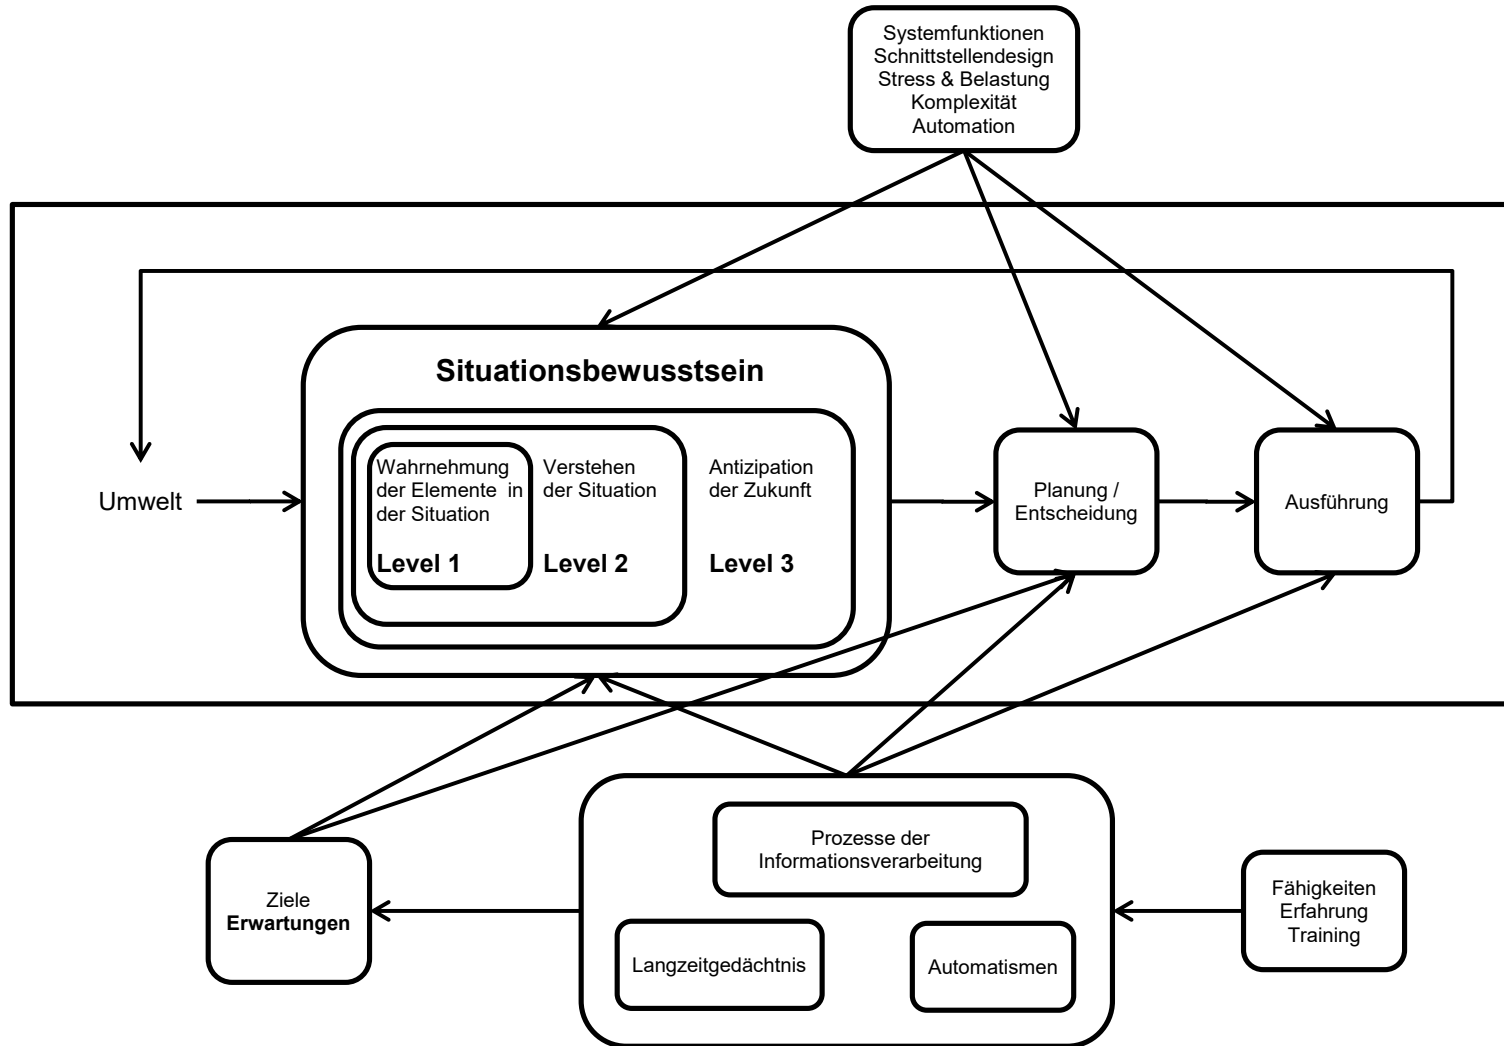 Systemfunktionen
Schnittstellendesign
Stress & Belastung
Komplexität
Automation
Situationsbewusstsein
Wahrnehmung
der Elemente in
der Situation
Level 1
Verstehen
der Situation
Level 2
Antizipation
der Zukunft
Level 3
Umwelt
Planung /
Entscheidung
Ausführung
Prozesse der
Informationsverarbeitung
Ziele
Erwartungen
Langzeitgedächtnis
Automatismen
Fähigkeiten
Erfahrung
Training